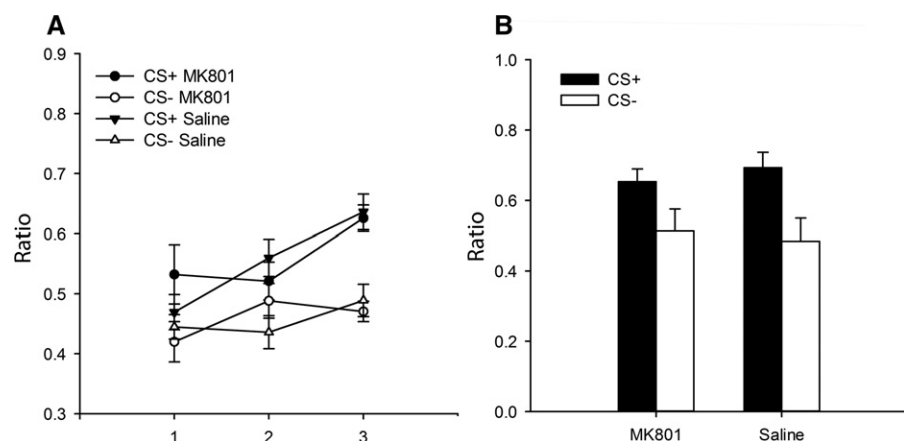 A
B
0.9
0.8
0.7
0.6
0.5
0.4
0.3
Ratio
CS+ MK801
CS- MK801
CS+ Saline
CS- Saline
1 2 3
1.0
0.8
0.6
0.4
0.2
0.0
Ratio
CS+
CS-
MK801 Saline